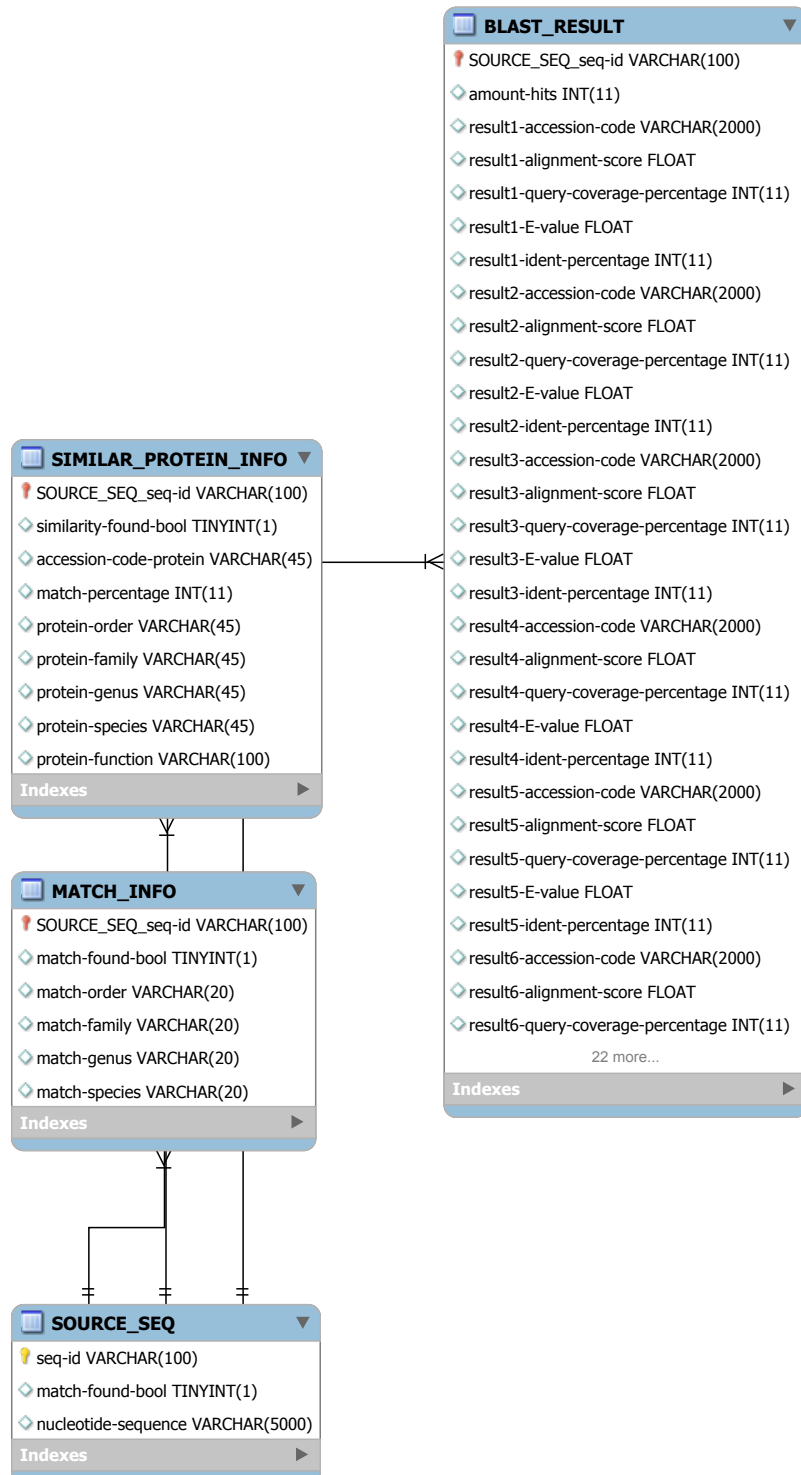 BLAST_RESULT
SOURCE_SEQ_seq-id VARCHAR(100)
amount-hits INT(11)
result1-accession-code VARCHAR(2000)
result1-alignment-score FLOAT
result1-query-coverage-percentage INT(11)
result1-E-value FLOAT
result1-ident-percentage INT(11)
result2-accession-code VARCHAR(2000)
result2-alignment-score FLOAT
result2-query-coverage-percentage INT(11)
result2-E-value FLOAT
result2-ident-percentage INT(11)
result3-accession-code VARCHAR(2000)
result3-alignment-score FLOAT
result3-query-coverage-percentage INT(11)
result3-E-value FLOAT
result3-ident-percentage INT(11)
result4-accession-code VARCHAR(2000)
result4-alignment-score FLOAT
result4-query-coverage-percentage INT(11)
result4-E-value FLOAT
result4-ident-percentage INT(11)
result5-accession-code VARCHAR(2000)
result5-alignment-score FLOAT
result5-query-coverage-percentage INT(11)
result5-E-value FLOAT
result5-ident-percentage INT(11)
result6-accession-code VARCHAR(2000)
result6-alignment-score FLOAT
result6-query-coverage-percentage INT(11)
22 more...
Indexes
SIMILAR_PROTEIN_INFO
SOURCE_SEQ_seq-id VARCHAR(100)
similarity-found-bool TINYINT(1)
accession-code-protein VARCHAR(45)
match-percentage INT(11)
protein-order VARCHAR(45)
protein-family VARCHAR(45)
protein-genus VARCHAR(45)
protein-species VARCHAR(45)
protein-function VARCHAR(100)
Indexes
MATCH_INFO
SOURCE_SEQ_seq-id VARCHAR(100)
match-found-bool TINYINT(1)
match-order VARCHAR(20)
match-family VARCHAR(20)
match-genus VARCHAR(20)
match-species VARCHAR(20)
Indexes
SOURCE_SEQ
seq-id VARCHAR(100)
match-found-bool TINYINT(1)
nucleotide-sequence VARCHAR(5000)
Indexes